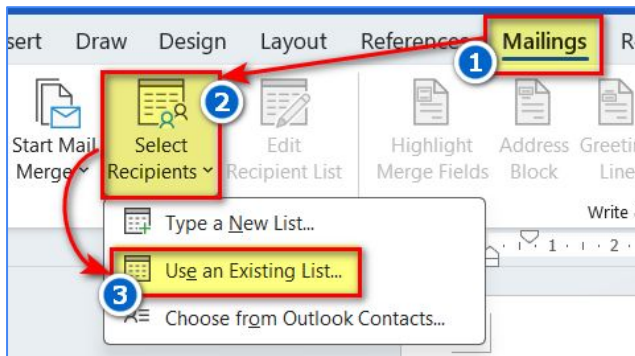 sert Draw Design Layout References Mailings R
1
2
Start Mail Merge
Select Recipients
Edit Recipient List
Highlight Merge Fields
Address Block
Greetin Line
Write
1 · 1 · 2 ·
Type a New List...
3 Use an Existing List...
Choose from Outlook Contacts...